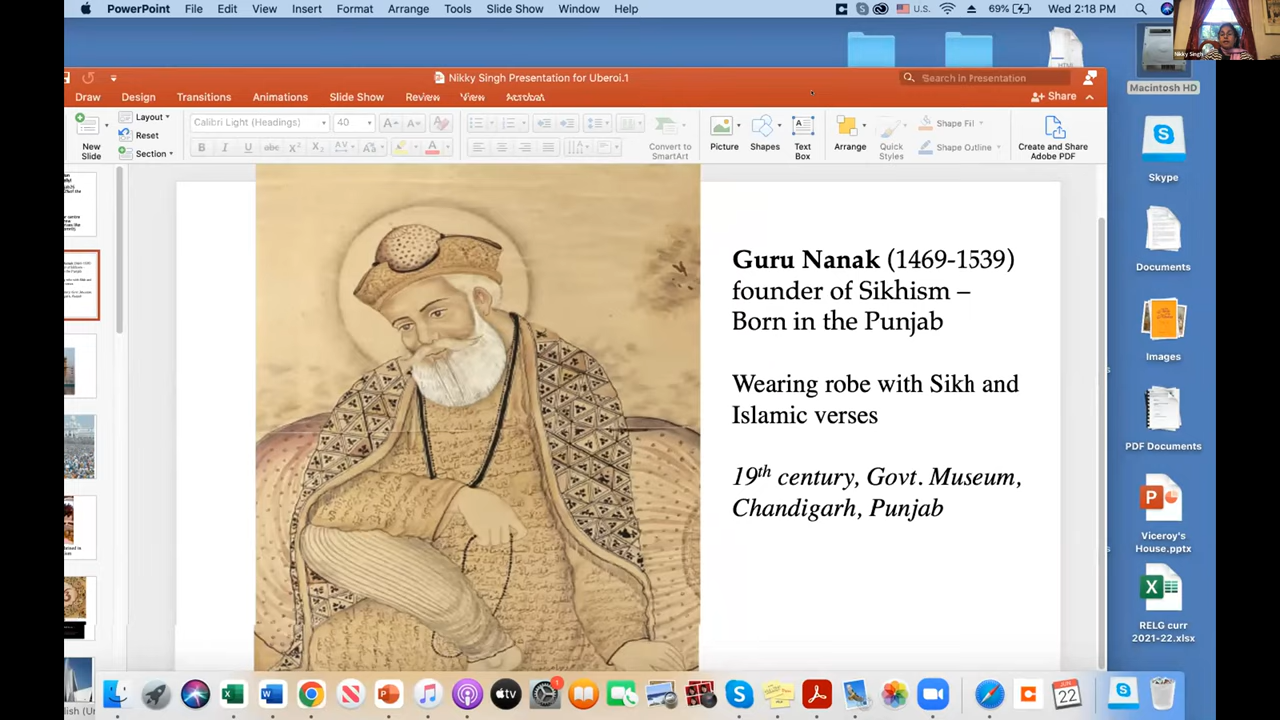 PowerPoint File Edit View Insert Format Arrange Tools Slide Show Window Help
U.S. 69% Wed 2:18 PM
Nikky Singh
Nikky Singh Presentation for Uberoi.1
Search in Presentation
Draw Design Transitions Animations Slide Show Review View Acrobat
Share
New Slide
Layout
Reset
Section
Calibri Light (Headings) 40
Convert to SmartArt
Picture
Shapes
Text Box
Arrange
Quick Styles
Shape Fill
Shape Outline
Create and Share Adobe PDF
Guru Nanak (1469-1539)
founder of Sikhism –
Born in the Punjab
Wearing robe with Sikh and
Islamic verses
19th century, Govt. Museum,
Chandigarh, Punjab
HTML
Macintosh HD
Skype
Documents
Images
PDF Documents
Viceroy's
House.pptx
RELG curr
2021-22.xlsx
JUN
22